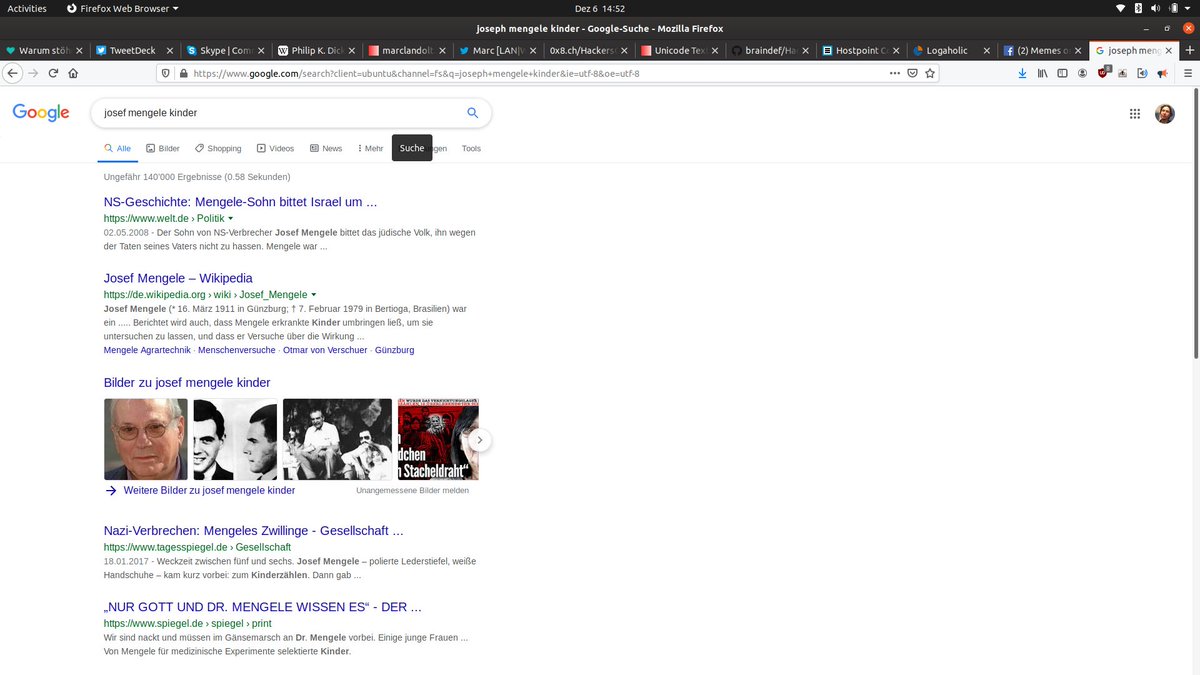 Activities Firefox Web Browser Dez 6 14:52
joseph mengele kinder - Google-Suche - Mozilla Firefox
Warum stöh TweetDeck Skype | Com Philip K. Dic marclandolt Marc [LAN]W 0x8.ch/Hackers Unicode Text braindef/Ha Hostpoint C Logaholic (2) Memes o joseph meng
https://www.google.com/search?client=ubuntu&channel=fs&q=joseph+mengele+kinder&ie=utf-8&oe=utf-8
Google josef mengele kinder
Alle Bilder Shopping Videos News Mehr Suche ngen Tools
Ungefähr 140'000 Ergebnisse (0.58 Sekunden)
NS-Geschichte: Mengele-Sohn bittet Israel um ...
https://www.welt.de › Politik
02.05.2008 - Der Sohn von NS-Verbrecher Josef Mengele bittet das jüdische Volk, ihn wegen
der Taten seines Vaters nicht zu hassen. Mengele war ...
Josef Mengele – Wikipedia
https://de.wikipedia.org › wiki › Josef_Mengele
Josef Mengele (* 16. März 1911 in Günzburg; † 7. Februar 1979 in Bertioga, Brasilien) war
ein ..... Berichtet wird auch, dass Mengele erkrankte Kinder umbringen ließ, um sie
untersuchen zu lassen, und dass er Versuche über die Wirkung ...
Mengele Agrartechnik · Menschenversuche · Otmar von Verschuer · Günzburg
Bilder zu josef mengele kinder
dchen
Stacheldraht“
Weitere Bilder zu josef mengele kinder Unangemessene Bilder melden
Nazi-Verbrechen: Mengeles Zwillinge - Gesellschaft ...
https://www.tagesspiegel.de › Gesellschaft
18.01.2017 - Weckzeit zwischen fünf und sechs. Josef Mengele – polierte Lederstiefel, weiße
Handschuhe – kam kurz vorbei: zum Kinderzählen. Dann gab ...
„NUR GOTT UND DR. MENGELE WISSEN ES“ - DER ...
https://www.spiegel.de › spiegel › print
Wir sind nackt und müssen im Gänsemarsch an Dr. Mengele vorbei. Einige junge Frauen ...
Von Mengele für medizinische Experimente selektierte Kinder.